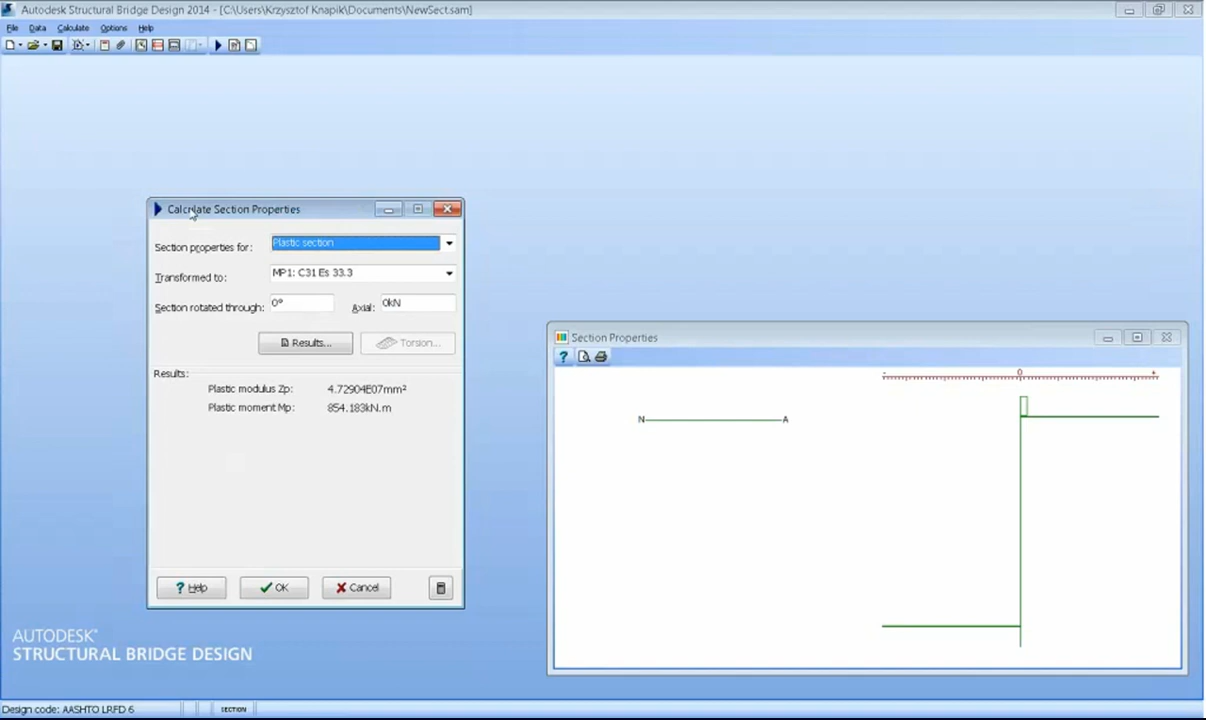 Autodesk Structural Bridge Design 2014 - [C:\Users\Krzysztof Knapik\Documents\NewSect.sam]
File Data Calculate Options Help
Calculate Section Properties
Section properties for: Plastic section
Transformed to: MP1: C31 Es 33.3
Section rotated through: 0° Axial: 0kN
Results... Torsion...
Results:
Plastic modulus Zp: 4.72904E07mm³
Plastic moment Mp: 854.183kN.m
? Help OK Cancel
Section Properties
?
- 0 +
N A
AUTODESK®
STRUCTURAL BRIDGE DESIGN
Design code: AASHTO LRFD 6 SECTION